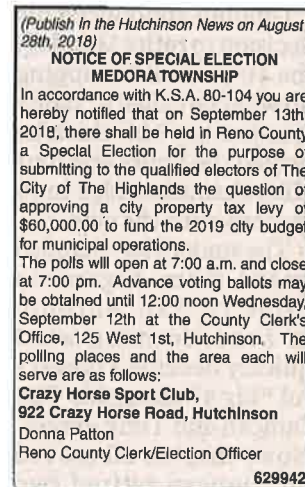 (Publish in the Hutchinson News on August
28th, 2018)
NOTICE OF SPECIAL ELECTION
MEDORA TOWNSHIP
In accordance with K.S.A. 80-104 you are
hereby notified that on September 13th,
2018, there shall be held in Reno County
a Special Election for the purpose of
submitting to the qualified electors of The
City of The Highlands the question of
approving a city property tax levy of
$60,000.00 to fund the 2019 city budget
for municipal operations.
The polls will open at 7:00 a.m. and close
at 7:00 pm. Advance voting ballots may
be obtained until 12:00 noon Wednesday,
September 12th at the County Clerk's
Office, 125 West 1st, Hutchinson. The
polling places and the area each will
serve are as follows:
Crazy Horse Sport Club,
922 Crazy Horse Road, Hutchinson
Donna Patton
Reno County Clerk/Election Officer
629942